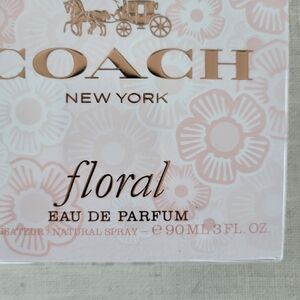 COACH
NEW YORK
floral
EAU DE PARFUM
NATURAL SPRAY – ℮ 90 ML 3 FL. OZ.